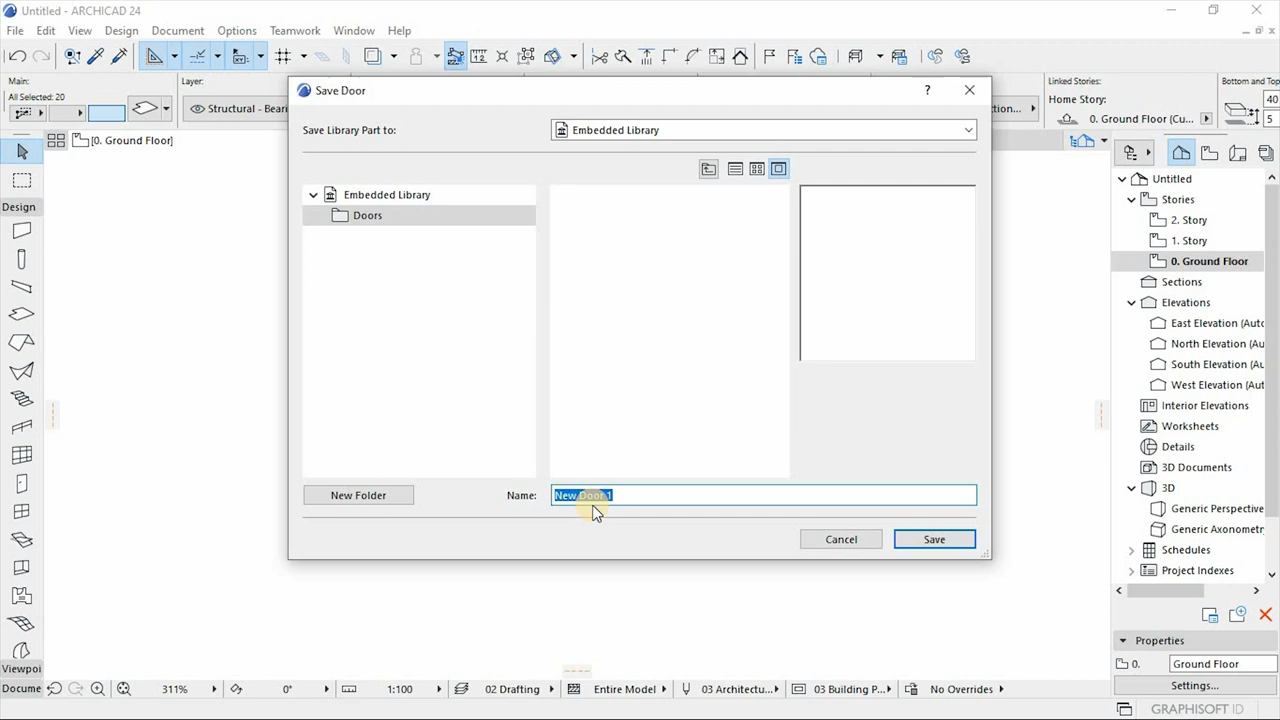 Untitled - ARCHICAD 24
File Edit View Design Document Options Teamwork Window Help
Main:
All Selected: 20
Layer:
Structural - Beari
Linked Stories:
Home Story:
0. Ground Floor (Cu...
Bottom and Top
40
5
ction...
[0. Ground Floor]
Save Door
?
Save Library Part to:
Embedded Library
Embedded Library
Doors
New Folder
Name:
New Door 1
Cancel
Save
Design
Viewpoi
Docume
Untitled
Stories
2. Story
1. Story
0. Ground Floor
Sections
Elevations
East Elevation (Auto
North Elevation (Au
South Elevation (Aut
West Elevation (Aut
Interior Elevations
Worksheets
Details
3D Documents
3D
Generic Perspective
Generic Axonometr
Schedules
Project Indexes
Properties
0.
Ground Floor
Settings...
311%
0°
1:100
02 Drafting
Entire Model
03 Architectu...
03 Building P...
No Overrides
GRAPHISOFT ID